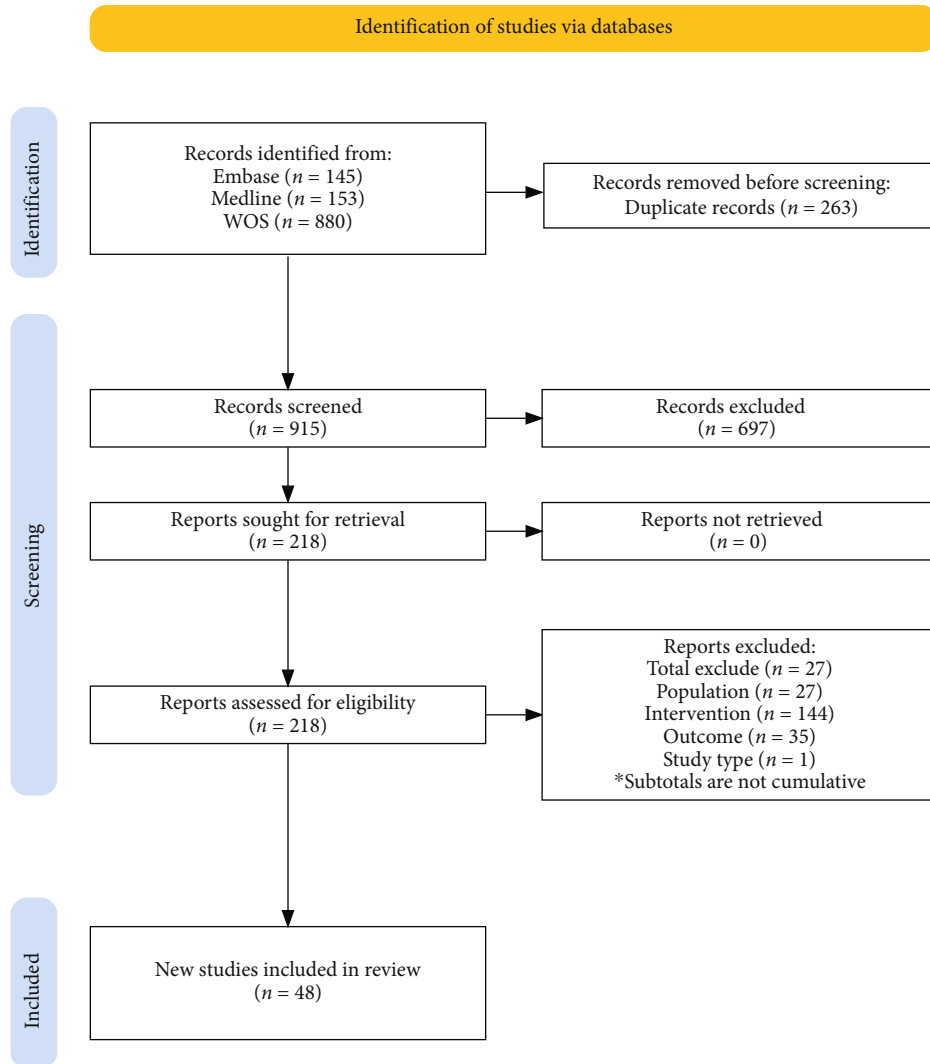 Identification of studies via databases
Identification
Records identified from:
Embase (n = 145)
Medline (n = 153)
WOS (n = 880)
Records removed before screening:
Duplicate records (n = 263)
Screening
Records screened
(n = 915)
Records excluded
(n = 697)
Reports sought for retrieval
(n = 218)
Reports not retrieved
(n = 0)
Reports assessed for eligibility
(n = 218)
Reports excluded:
Total exclude (n = 27)
Population (n = 27)
Intervention (n = 144)
Outcome (n = 35)
Study type (n = 1)
*Subtotals are not cumulative
Included
New studies included in review
(n = 48)